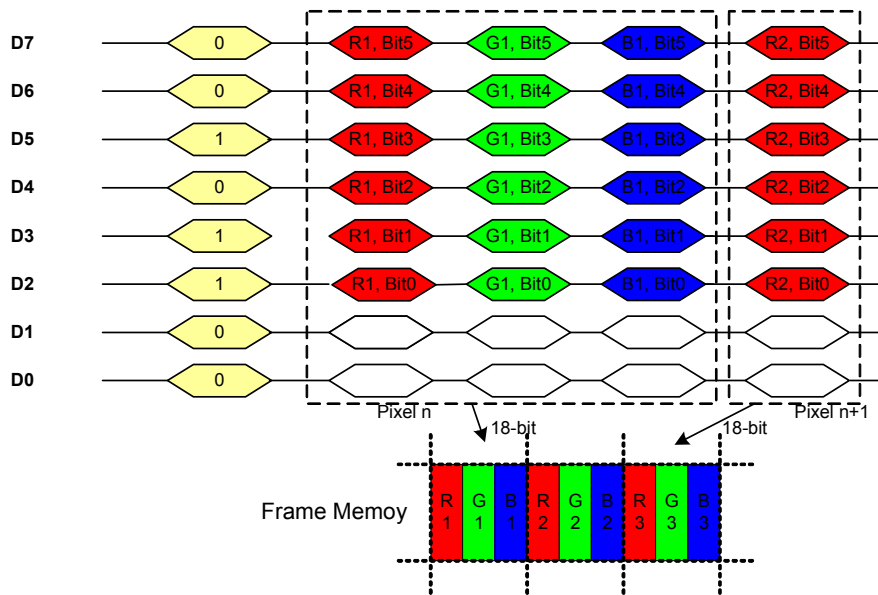 D7 0 R1, Bit5 G1, Bit5 B1, Bit5 R2, Bit5
D6 0 R1, Bit4 G1, Bit4 B1, Bit4 R2, Bit4
D5 1 R1, Bit3 G1, Bit3 B1, Bit3 R2, Bit3
D4 0 R1, Bit2 G1, Bit2 B1, Bit2 R2, Bit2
D3 1 R1, Bit1 G1, Bit1 B1, Bit1 R2, Bit1
D2 1 R1, Bit0 G1, Bit0 B1, Bit0 R2, Bit0
D1 0
D0 0
Pixel n Pixel n+1
18-bit 18-bit
Frame Memoy
R G B R G B R G B
1 1 1 2 2 2 3 3 3